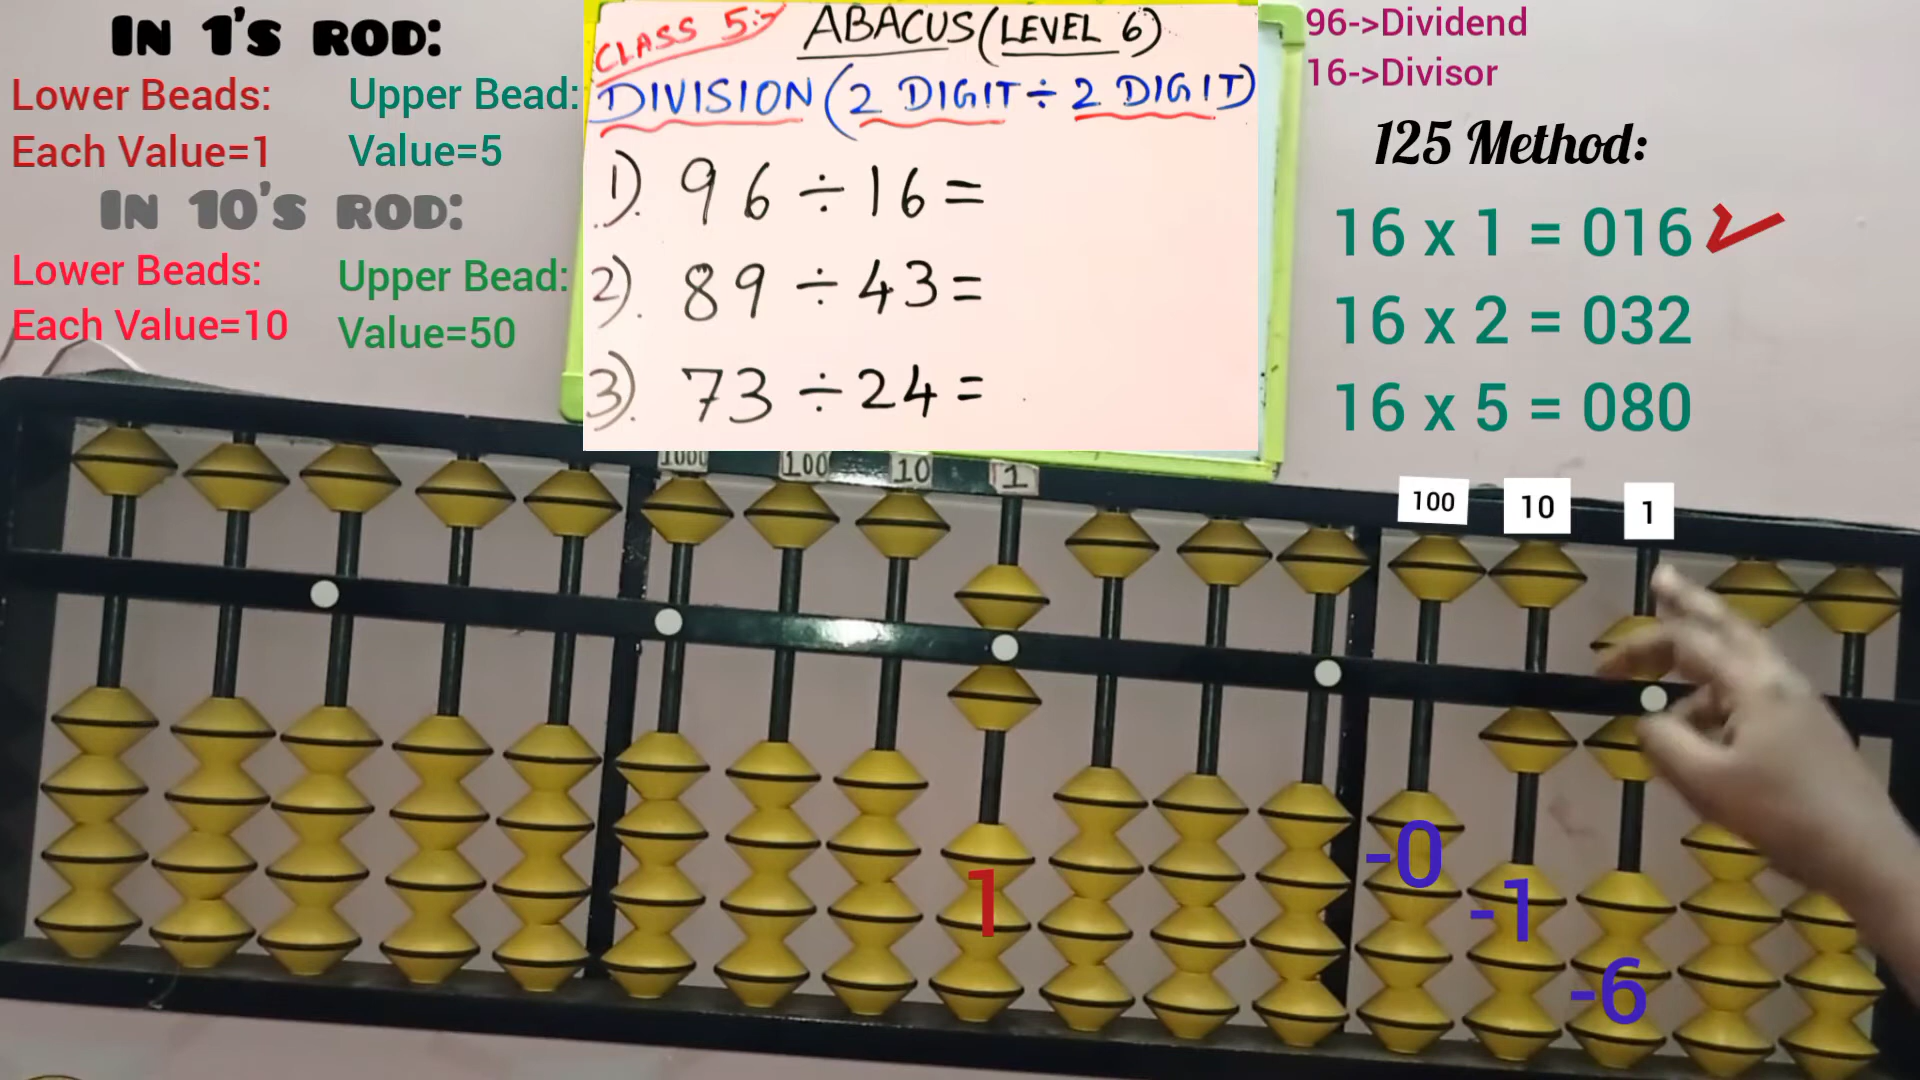 IN 1'S ROD:
Lower Beads:
Each Value=1
Upper Bead:
Value=5
IN 10'S ROD:
Lower Beads:
Each Value=10
Upper Bead:
Value=50
CLASS 5:-
ABACUS (LEVEL 6)
DIVISION (2 DIGIT ÷ 2 DIGIT)
1). 96 ÷ 16 =
2). 89 ÷ 43 =
3). 73 ÷ 24 =
96->Dividend
16->Divisor
125 Method:
16 x 1 = 016
16 x 2 = 032
16 x 5 = 080
1000 100 10 1
100 10 1
1
-0
-1
-6